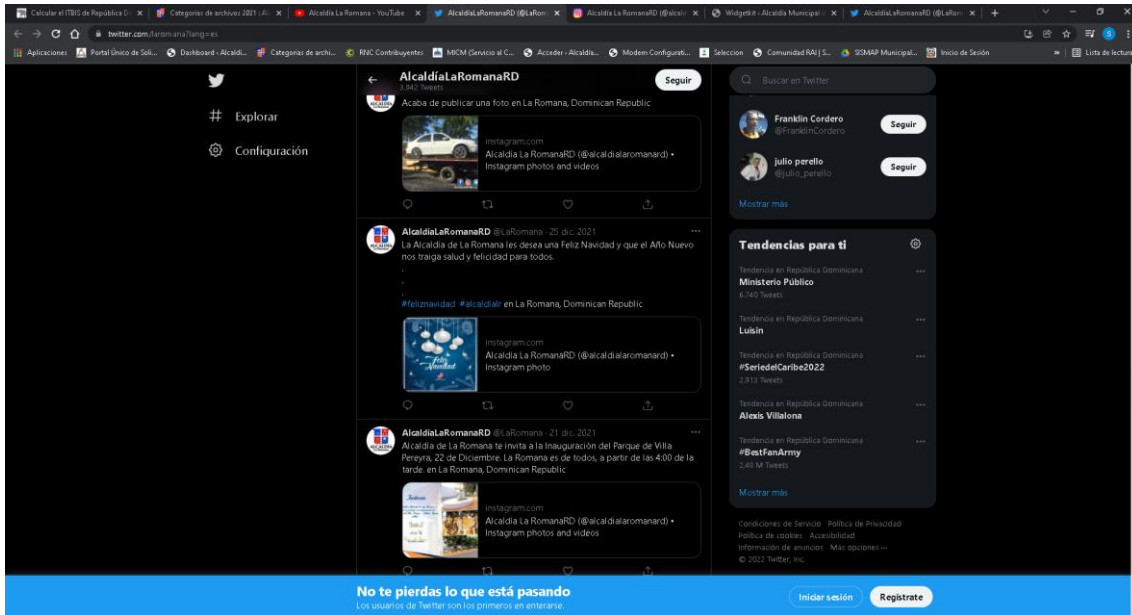 Calcular el ITBIS de República D
Categorias de archivos 2021 | Al
Alcaldía La Romana - YouTube
AlcaldíaLaRomanaRD (@LaRom
Alcaldía La RomanaRD (@alcald
Widgetkit - Alcaldía Municipal d
AlcaldíaLaRomanaRD (@LaRom
twitter.com/laromana?lang=es
Aplicaciones
Portal Único de Soli...
Dashboard - Alcaldí...
Categorias de archi...
RNC Contribuyentes
MICM (Servicio al C...
Acceder ‹ Alcaldía...
Modem Configurati...
Seleccion
Comunidad RAI | S...
SISMAP Municipal...
Inicio de Sesión
»
Lista de lectura
Explorar
Configuración
AlcaldíaLaRomanaRD
3.942 Tweets
Seguir
Acaba de publicar una foto en La Romana, Dominican Republic
instagram.com
Alcaldía La RomanaRD (@alcaldialaromanard) •
Instagram photos and videos
AlcaldíaLaRomanaRD @LaRomana · 25 dic. 2021
La Alcaldía de La Romana les desea una Feliz Navidad y que el Año Nuevo
nos traiga salud y felicidad para todos.
.
.
.
#feliznavidad #alcaldialr en La Romana, Dominican Republic
Feliz
Navidad
instagram.com
Alcaldía La RomanaRD (@alcaldialaromanard) •
Instagram photo
AlcaldíaLaRomanaRD @LaRomana · 21 dic. 2021
Alcaldía de La Romana te invita a la Inauguración del Parque de Villa
Pereyra, 22 de Diciembre. La Romana es de todos, a partir de las 4:00 de la
tarde. en La Romana, Dominican Republic
instagram.com
Alcaldía La RomanaRD (@alcaldialaromanard) •
Instagram photos and videos
Buscar en Twitter
Franklin Cordero
@FranklinCordero
Seguir
julio perello
@julio_perello
Seguir
Mostrar más
Tendencias para ti
Tendencia en República Dominicana
Ministerio Público
6.740 Tweets
Tendencia en República Dominicana
Luisin
Tendencia en República Dominicana
#SeriedelCaribe2022
2.913 Tweets
Tendencia en República Dominicana
Alexis Villalona
Tendencia en República Dominicana
#BestFanArmy
2,48 M Tweets
Mostrar más
Condiciones de Servicio Política de Privacidad
Política de cookies Accesibilidad
Información de anuncios Más opciones ···
© 2022 Twitter, Inc.
No te pierdas lo que está pasando
Los usuarios de Twitter son los primeros en enterarse.
Iniciar sesión
Regístrate